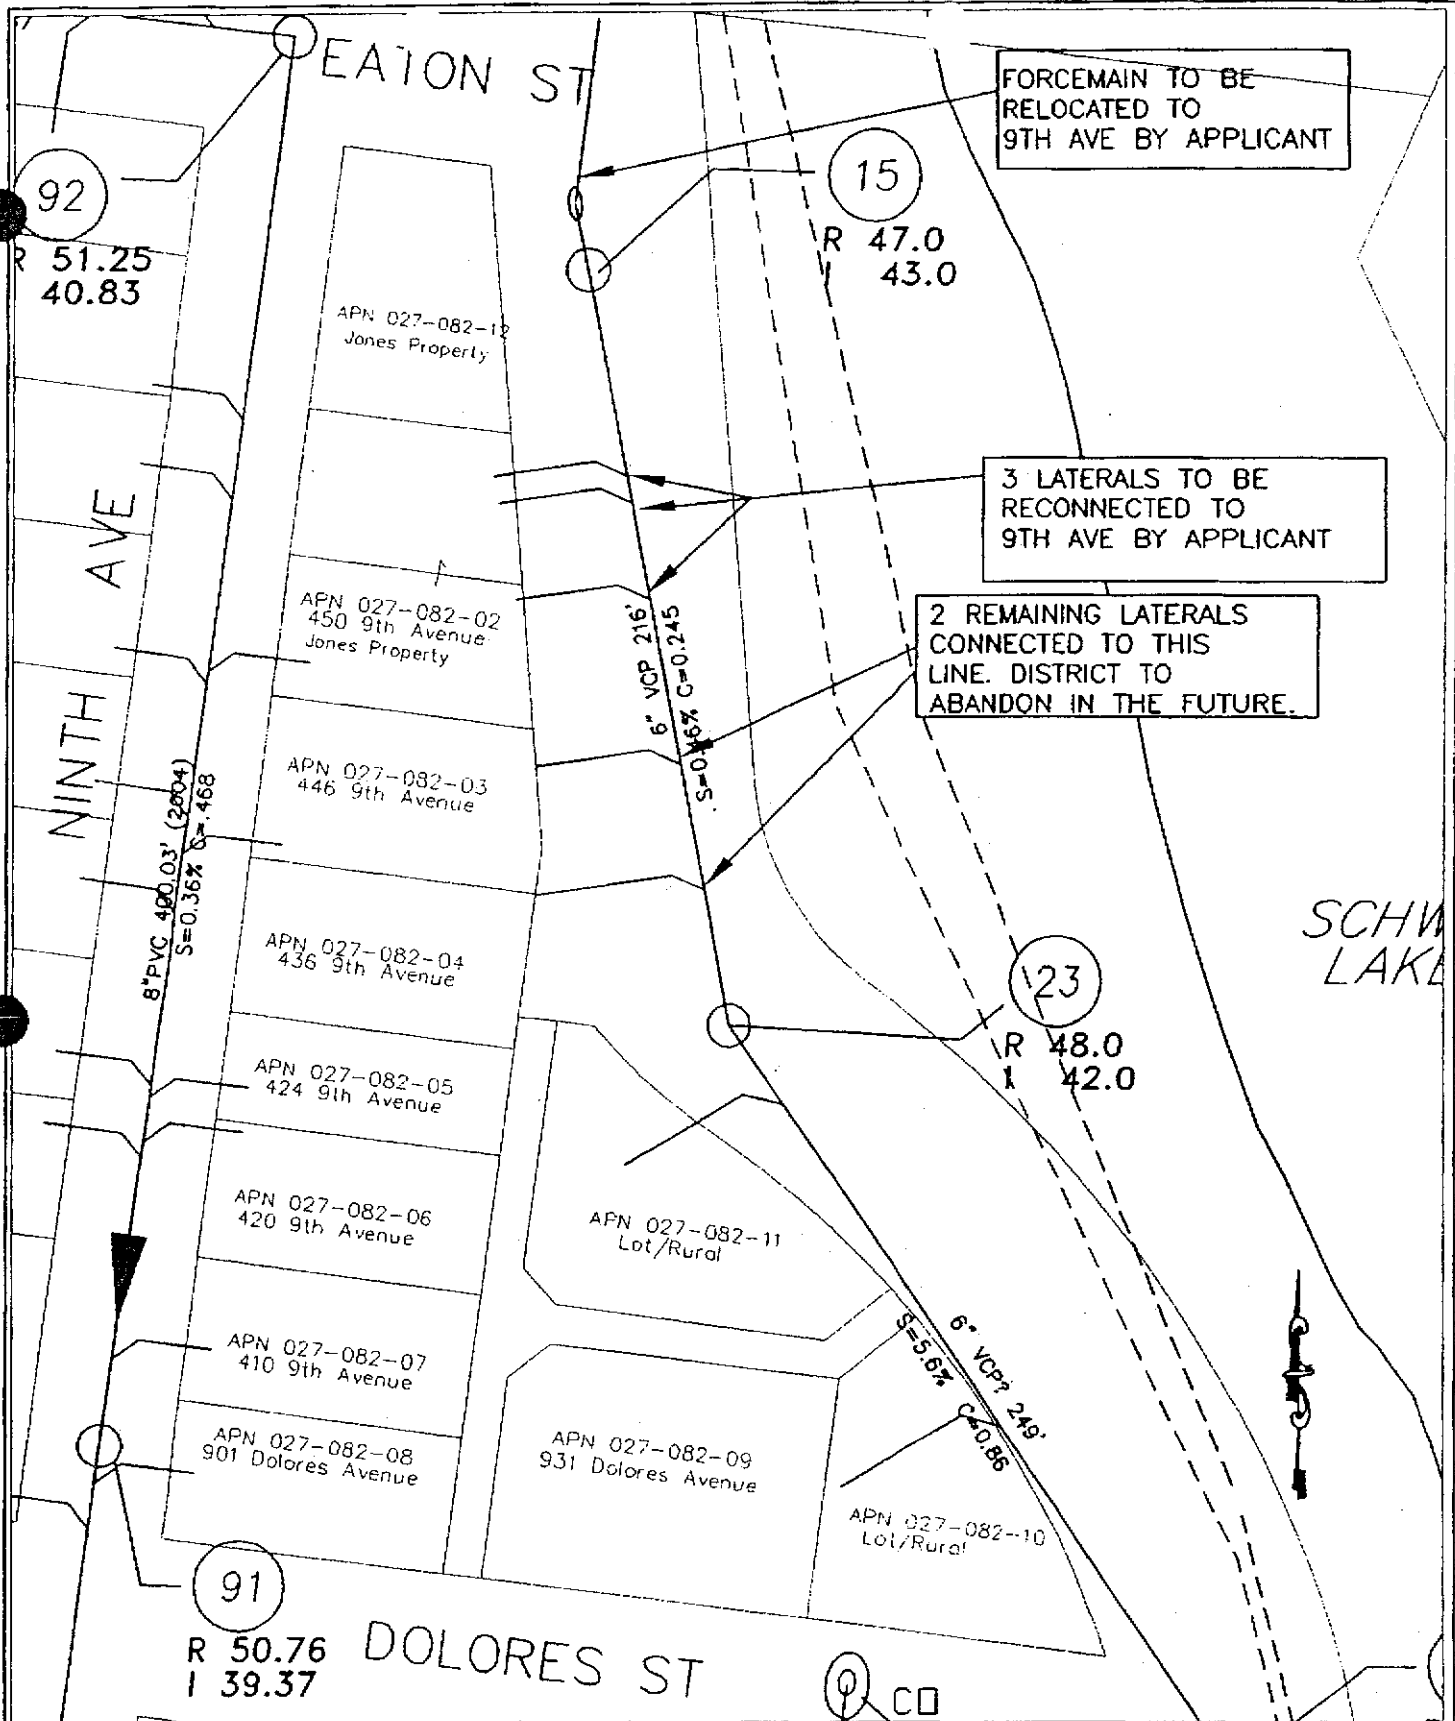 EATON ST
FORCEMAIN TO BE
RELOCATED TO
9TH AVE BY APPLICANT
92
R 51.25
40.83
15
R 47.0
I 43.0
APN 027-082-12
Jones Property
3 LATERALS TO BE
RECONNECTED TO
9TH AVE BY APPLICANT
NINTH AVE
APN 027-082-02
450 9th Avenue
Jones Property
6" VCP 216'
S=0.46% C=0.245
2 REMAINING LATERALS
CONNECTED TO THIS
LINE. DISTRICT TO
ABANDON IN THE FUTURE.
8"PVC 400.03' (2004)
S=0.36% C=.468
APN 027-082-03
446 9th Avenue
APN 027-082-04
436 9th Avenue
SCHW
LAKE
23
R 48.0
I 42.0
APN 027-082-05
424 9th Avenue
APN 027-082-06
420 9th Avenue
APN 027-082-11
Lot/Rural
APN 027-082-07
410 9th Avenue
6" VCP? 249'
S=5.6% C=0.86
APN 027-082-08
901 Dolores Avenue
APN 027-082-09
931 Dolores Avenue
APN 027-082-10
Lot/Rural
91
R 50.76
I 39.37
DOLORES ST
CO